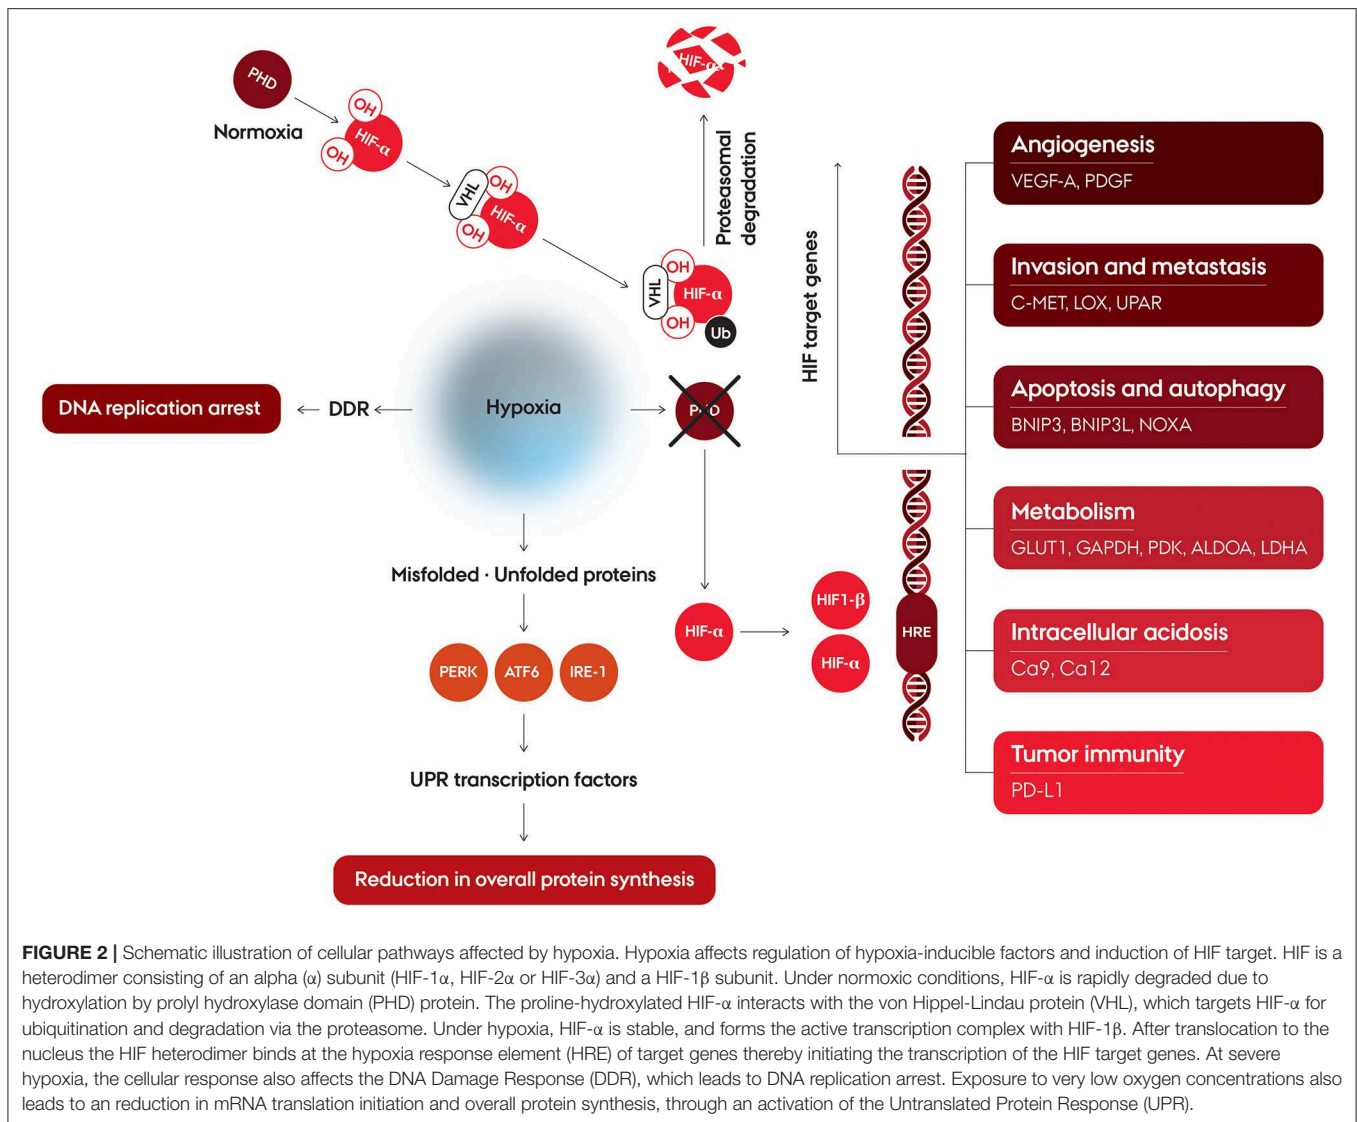 PHD
Normoxia
OH
OH
HIF-α
VHL
OH
OH
HIF-α
VHL
OH
OH
HIF-α
Ub
Proteasomal
degradation
HIF-α
Hypoxia
DDR
DNA replication arrest
PHD
Misfolded · Unfolded proteins
PERK
ATF6
IRE-1
UPR transcription factors
Reduction in overall protein synthesis
HIF-α
HIF1-β
HIF-α
HRE
HIF target genes
Angiogenesis
VEGF-A, PDGF
Invasion and metastasis
C-MET, LOX, UPAR
Apoptosis and autophagy
BNIP3, BNIP3L, NOXA
Metabolism
GLUT1, GAPDH, PDK, ALDOA, LDHA
Intracellular acidosis
Ca9, Ca12
Tumor immunity
PD-L1
FIGURE 2 | Schematic illustration of cellular pathways affected by hypoxia. Hypoxia affects regulation of hypoxia-inducible factors and induction of HIF target. HIF is a
heterodimer consisting of an alpha (α) subunit (HIF-1α, HIF-2α or HIF-3α) and a HIF-1β subunit. Under normoxic conditions, HIF-α is rapidly degraded due to
hydroxylation by prolyl hydroxylase domain (PHD) protein. The proline-hydroxylated HIF-α interacts with the von Hippel-Lindau protein (VHL), which targets HIF-α for
ubiquitination and degradation via the proteasome. Under hypoxia, HIF-α is stable, and forms the active transcription complex with HIF-1β. After translocation to the
nucleus the HIF heterodimer binds at the hypoxia response element (HRE) of target genes thereby initiating the transcription of the HIF target genes. At severe
hypoxia, the cellular response also affects the DNA Damage Response (DDR), which leads to DNA replication arrest. Exposure to very low oxygen concentrations also
leads to an reduction in mRNA translation initiation and overall protein synthesis, through an activation of the Untranslated Protein Response (UPR).